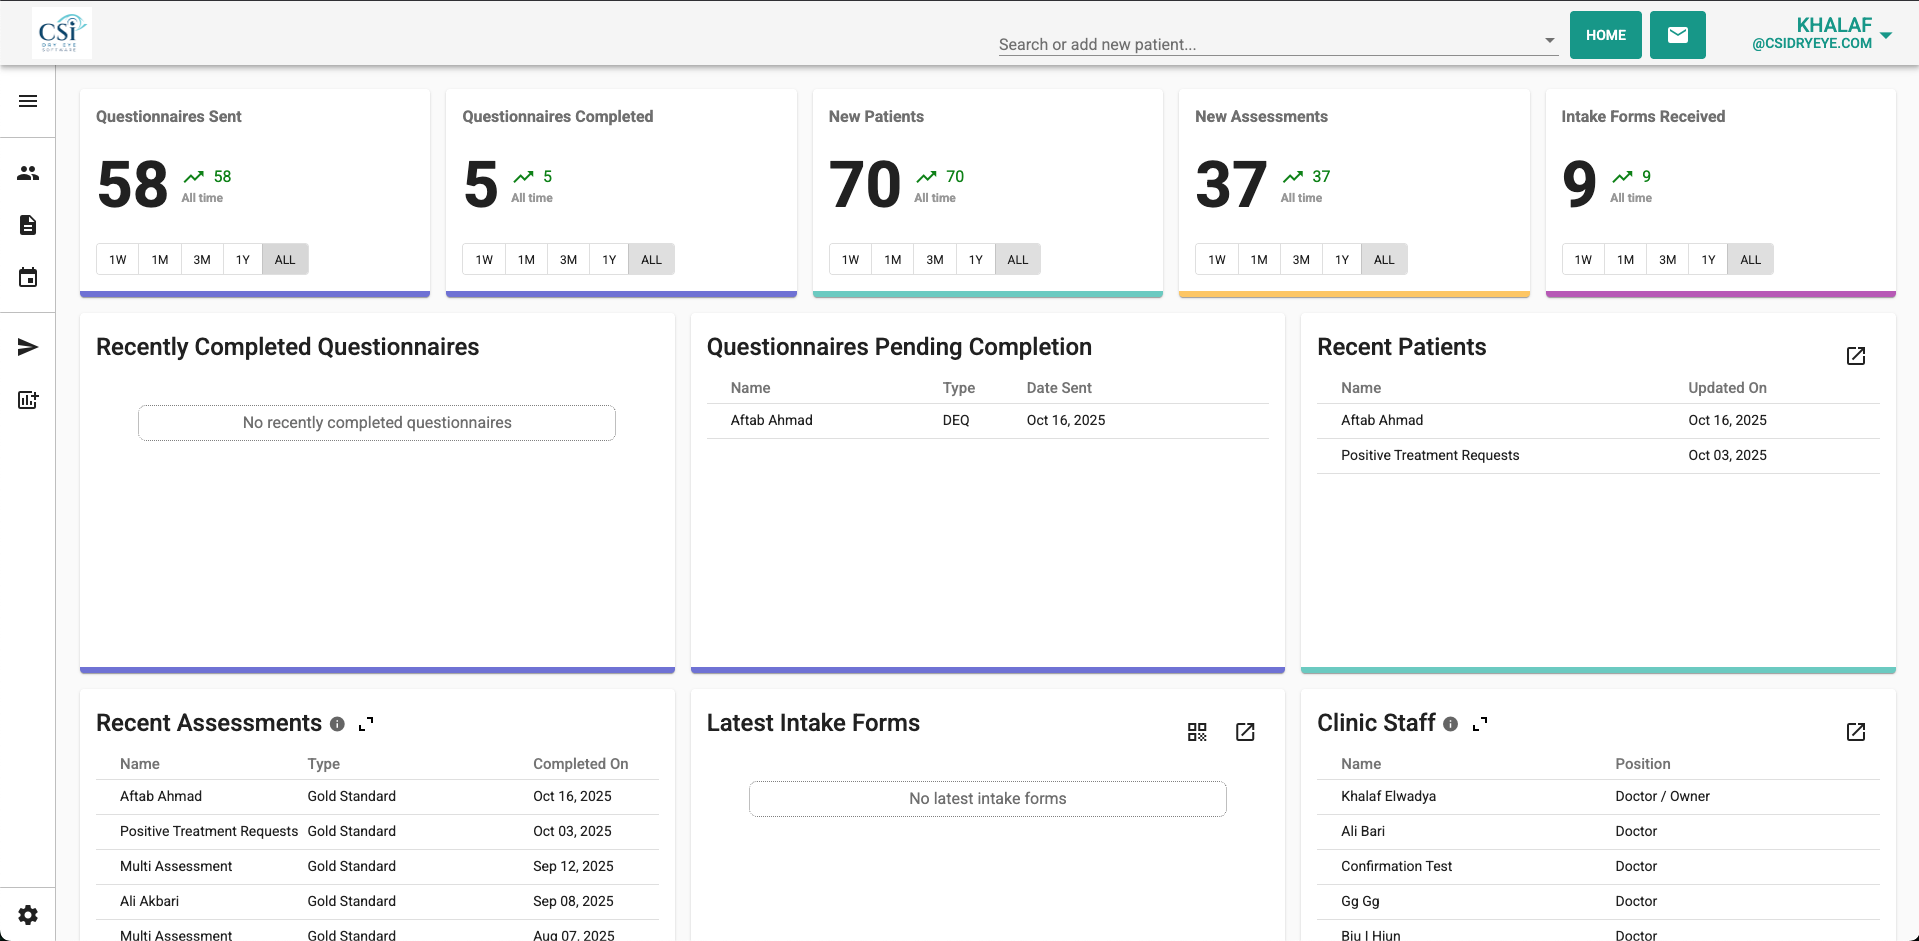 CSi
DRY EYE
SOFTWARE
Search or add new patient...
HOME
KHALAF
@CSIDRYEYE.COM
Questionnaires Sent
58
58
All time
1W 1M 3M 1Y ALL
Questionnaires Completed
5
5
All time
1W 1M 3M 1Y ALL
New Patients
70
70
All time
1W 1M 3M 1Y ALL
New Assessments
37
37
All time
1W 1M 3M 1Y ALL
Intake Forms Received
9
9
All time
1W 1M 3M 1Y ALL
Recently Completed Questionnaires
No recently completed questionnaires
Questionnaires Pending Completion
Name Type Date Sent
Aftab Ahmad DEQ Oct 16, 2025
Recent Patients
Name Updated On
Aftab Ahmad Oct 16, 2025
Positive Treatment Requests Oct 03, 2025
Recent Assessments
Name Type Completed On
Aftab Ahmad Gold Standard Oct 16, 2025
Positive Treatment Requests Gold Standard Oct 03, 2025
Multi Assessment Gold Standard Sep 12, 2025
Ali Akbari Gold Standard Sep 08, 2025
Multi Assessment Gold Standard Aug 07, 2025
Latest Intake Forms
No latest intake forms
Clinic Staff
Name Position
Khalaf Elwadya Doctor / Owner
Ali Bari Doctor
Confirmation Test Doctor
Gg Gg Doctor
Doctor